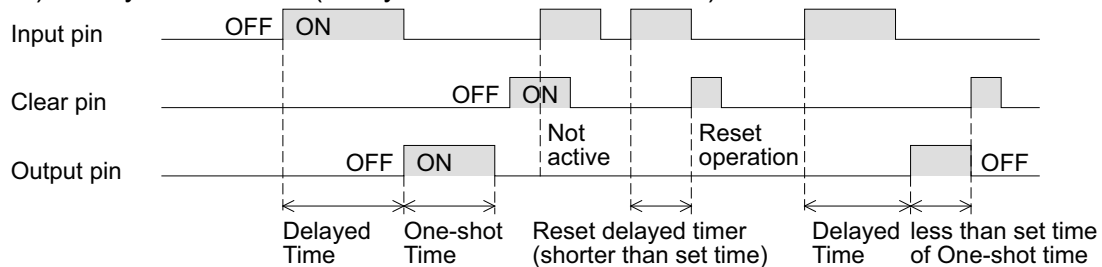 Input pin
OFF ON
Clear pin
OFF ON
Not
active
Reset
operation
Output pin
OFF ON
OFF
Delayed
Time
One-shot
Time
Reset delayed timer
(shorter than set time)
Delayed
Time
less than set time
of One-shot time